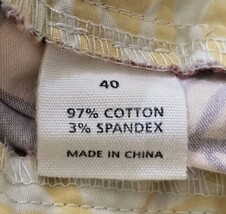 40
97% COTTON
3% SPANDEX
MADE IN CHINA